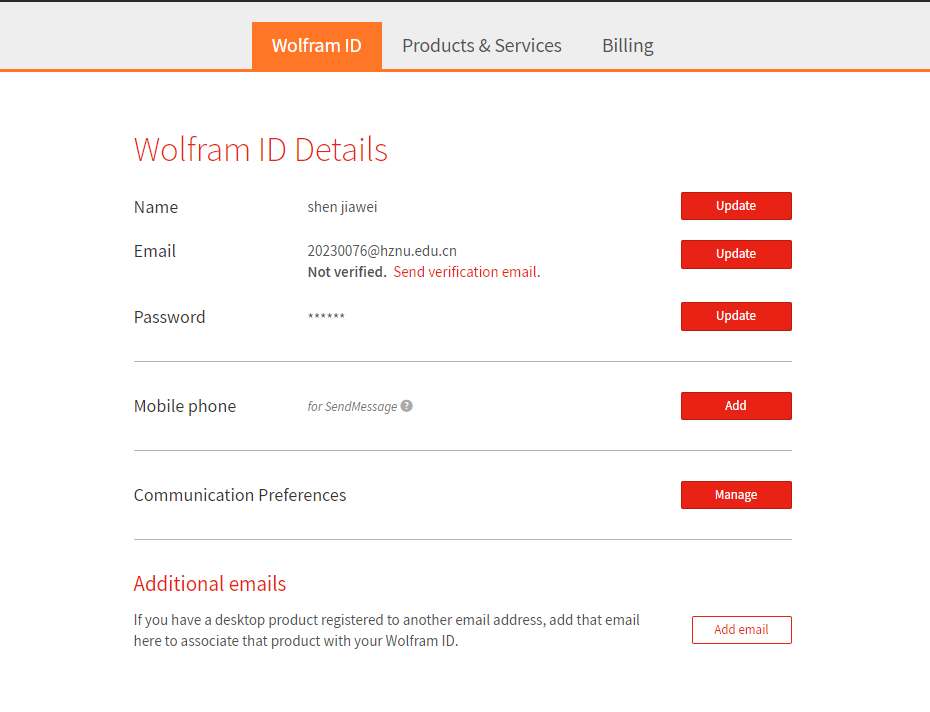 Wolfram ID Products & Services Billing
Wolfram ID Details
Name shen jiawei Update
Email 20230076@hznu.edu.cn Update
Not verified. Send verification email.
Password ****** Update
Mobile phone for SendMessage ? Add
Communication Preferences Manage
Additional emails
If you have a desktop product registered to another email address, add that email
here to associate that product with your Wolfram ID.
Add email